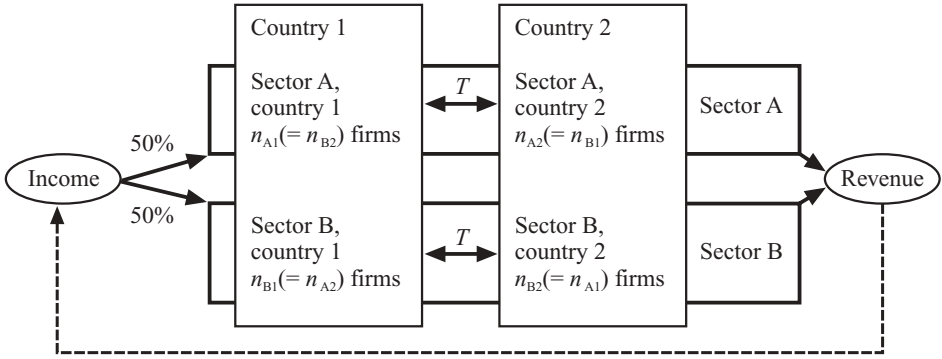 Country 1
Country 2
Sector A,
country 1
n_A1(= n_B2) firms
T
Sector A,
country 2
n_A2(= n_B1) firms
Sector A
50%
Income
Revenue
50%
Sector B,
country 1
n_B1(= n_A2) firms
T
Sector B,
country 2
n_B2(= n_A1) firms
Sector B